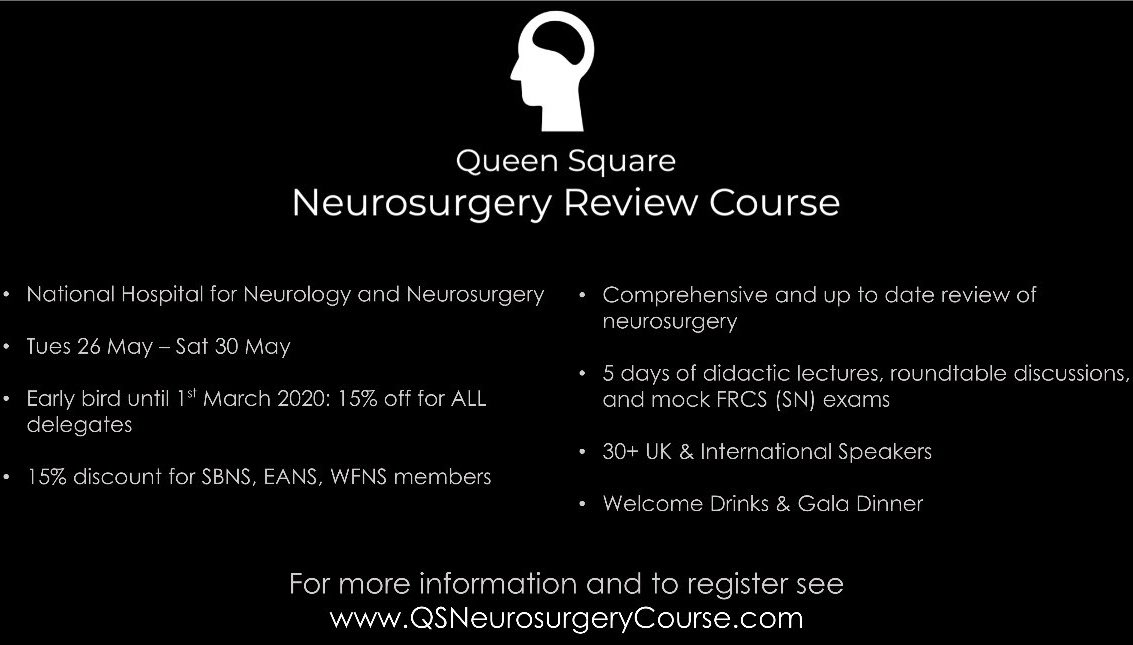 Queen Square
Neurosurgery Review Course
• National Hospital for Neurology and Neurosurgery
• Tues 26 May – Sat 30 May
• Early bird until 1st March 2020: 15% off for ALL
delegates
• 15% discount for SBNS, EANS, WFNS members
• Comprehensive and up to date review of
neurosurgery
• 5 days of didactic lectures, roundtable discussions,
and mock FRCS (SN) exams
• 30+ UK & International Speakers
• Welcome Drinks & Gala Dinner
For more information and to register see
www.QSNeurosurgeryCourse.com